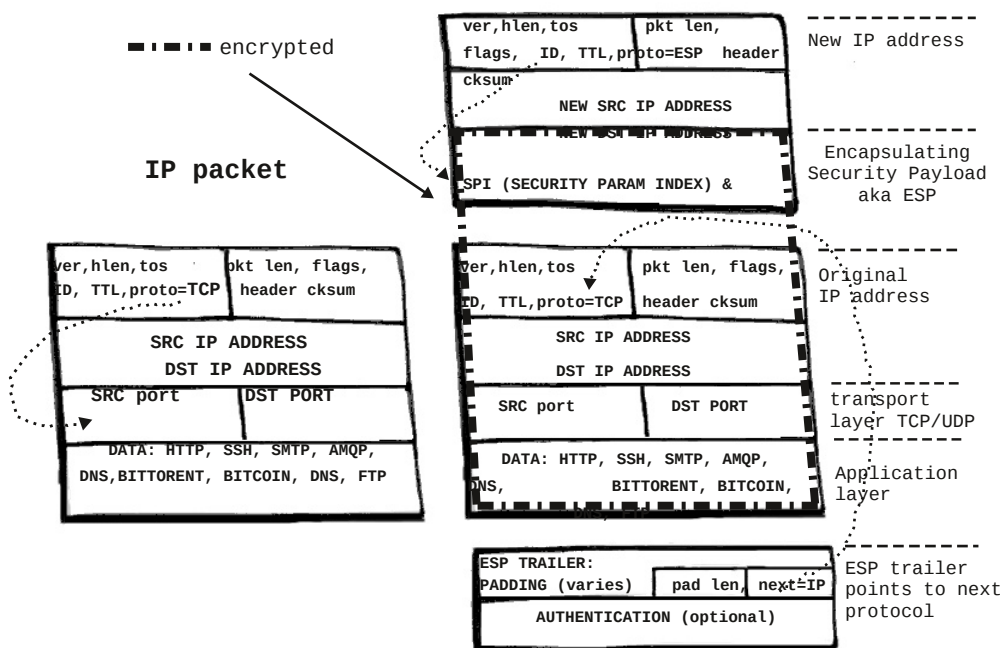 encrypted
IP packet
ver,hlen,tos pkt len, flags,
ID, TTL,proto=TCP header cksum
SRC IP ADDRESS
DST IP ADDRESS
SRC port DST PORT
DATA: HTTP, SSH, SMTP, AMQP,
DNS,BITTORENT, BITCOIN, DNS, FTP
ver,hlen,tos pkt len,
flags, ID, TTL,proto=ESP header
cksum
NEW SRC IP ADDRESS
NEW DST IP ADDRESS
SPI (SECURITY PARAM INDEX) &
ver,hlen,tos pkt len, flags,
ID, TTL,proto=TCP header cksum
SRC IP ADDRESS
DST IP ADDRESS
SRC port DST PORT
DATA: HTTP, SSH, SMTP, AMQP,
DNS, BITTORENT, BITCOIN,
DNS, FTP
ESP TRAILER:
PADDING (varies) pad len, next=IP
AUTHENTICATION (optional)
New IP address
Encapsulating
Security Payload
aka ESP
Original
IP address
transport
layer TCP/UDP
Application
layer
ESP trailer
points to next
protocol